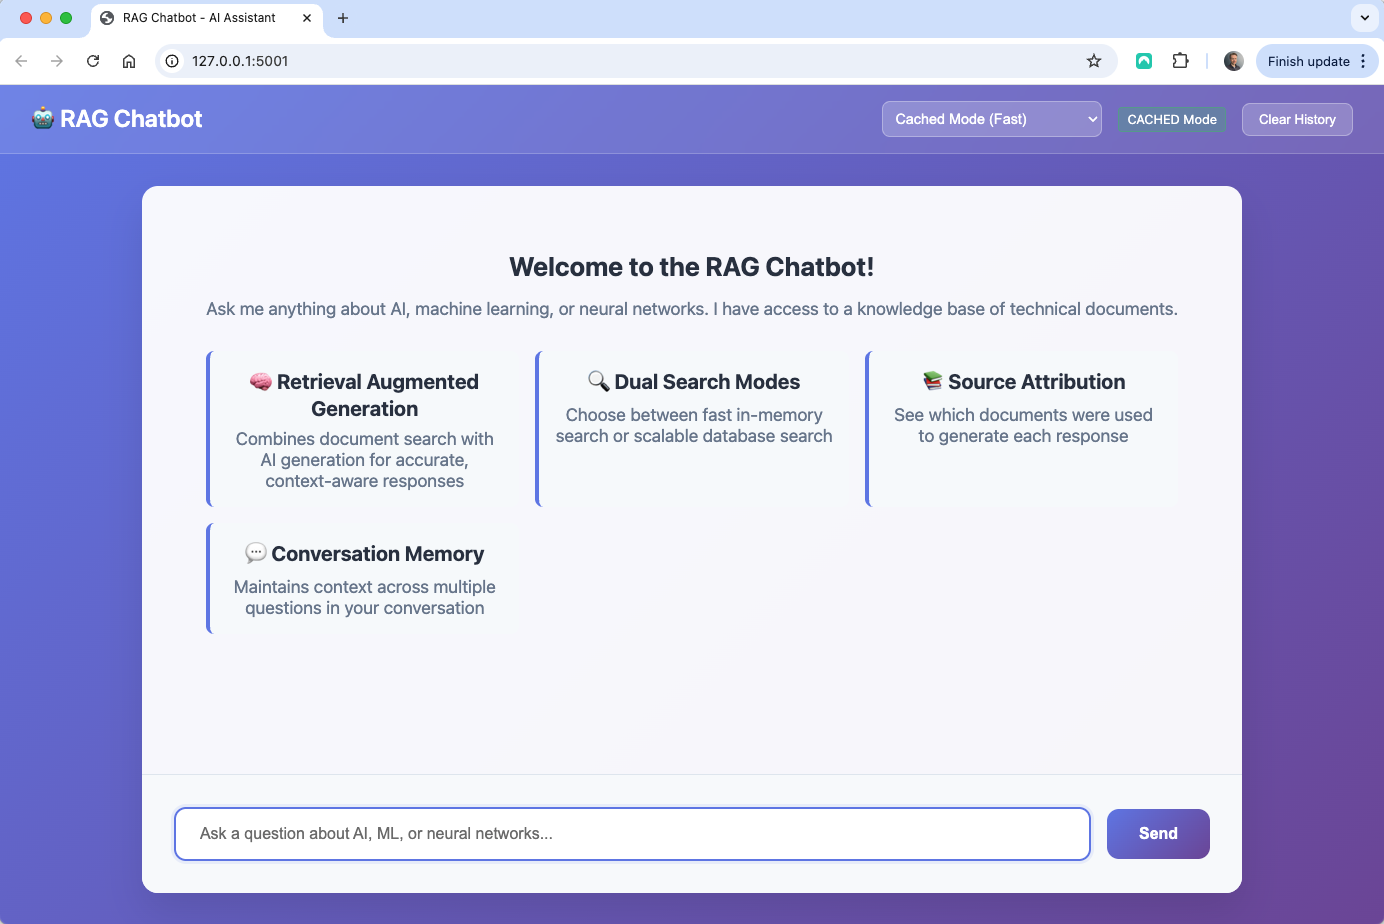 RAG Chatbot - AI Assistant
127.0.0.1:5001
Finish update
RAG Chatbot
Cached Mode (Fast)
CACHED Mode
Clear History
Welcome to the RAG Chatbot!
Ask me anything about AI, machine learning, or neural networks. I have access to a knowledge base of technical documents.
Retrieval Augmented
Generation
Combines document search with
AI generation for accurate,
context-aware responses
Dual Search Modes
Choose between fast in-memory
search or scalable database search
Source Attribution
See which documents were used
to generate each response
Conversation Memory
Maintains context across multiple
questions in your conversation
Ask a question about AI, ML, or neural networks...
Send